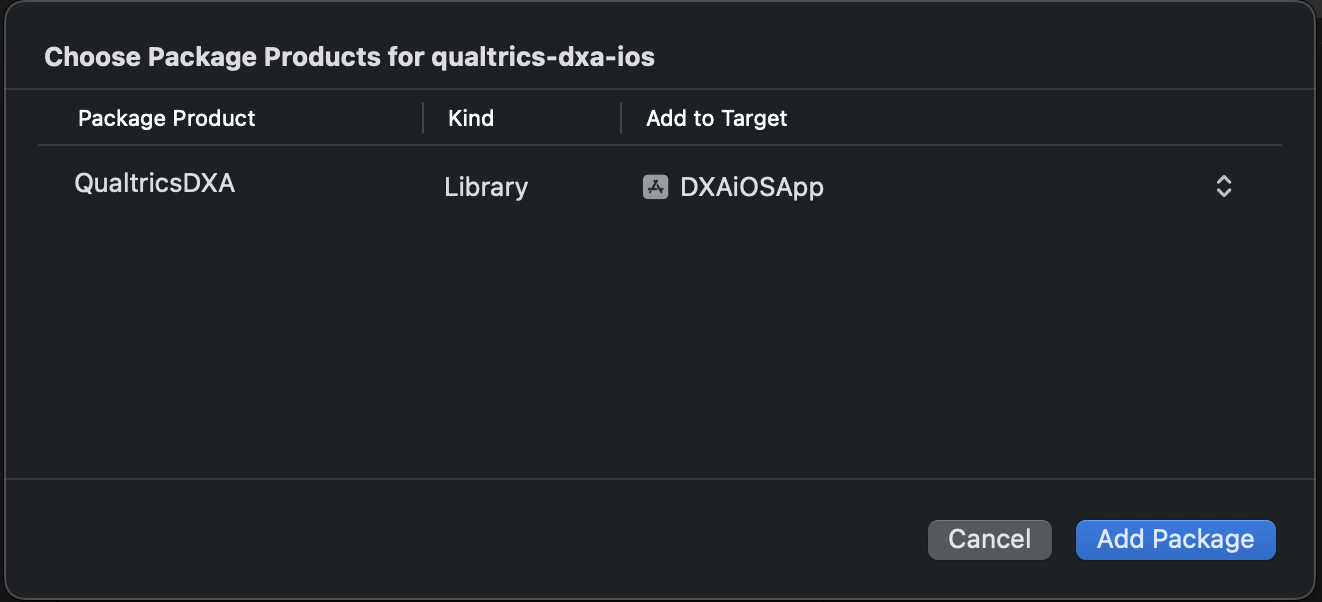 Choose Package Products for qualtrics-dxa-ios
Package Product Kind Add to Target
QualtricsDXA Library DXAiOSApp
Cancel Add Package